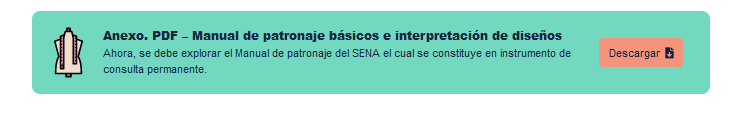 Anexo. PDF – Manual de patronaje básicos e interpretación de diseños
Ahora, se debe explorar el Manual de patronaje del SENA el cual se constituye en instrumento de
consulta permanente.
Descargar